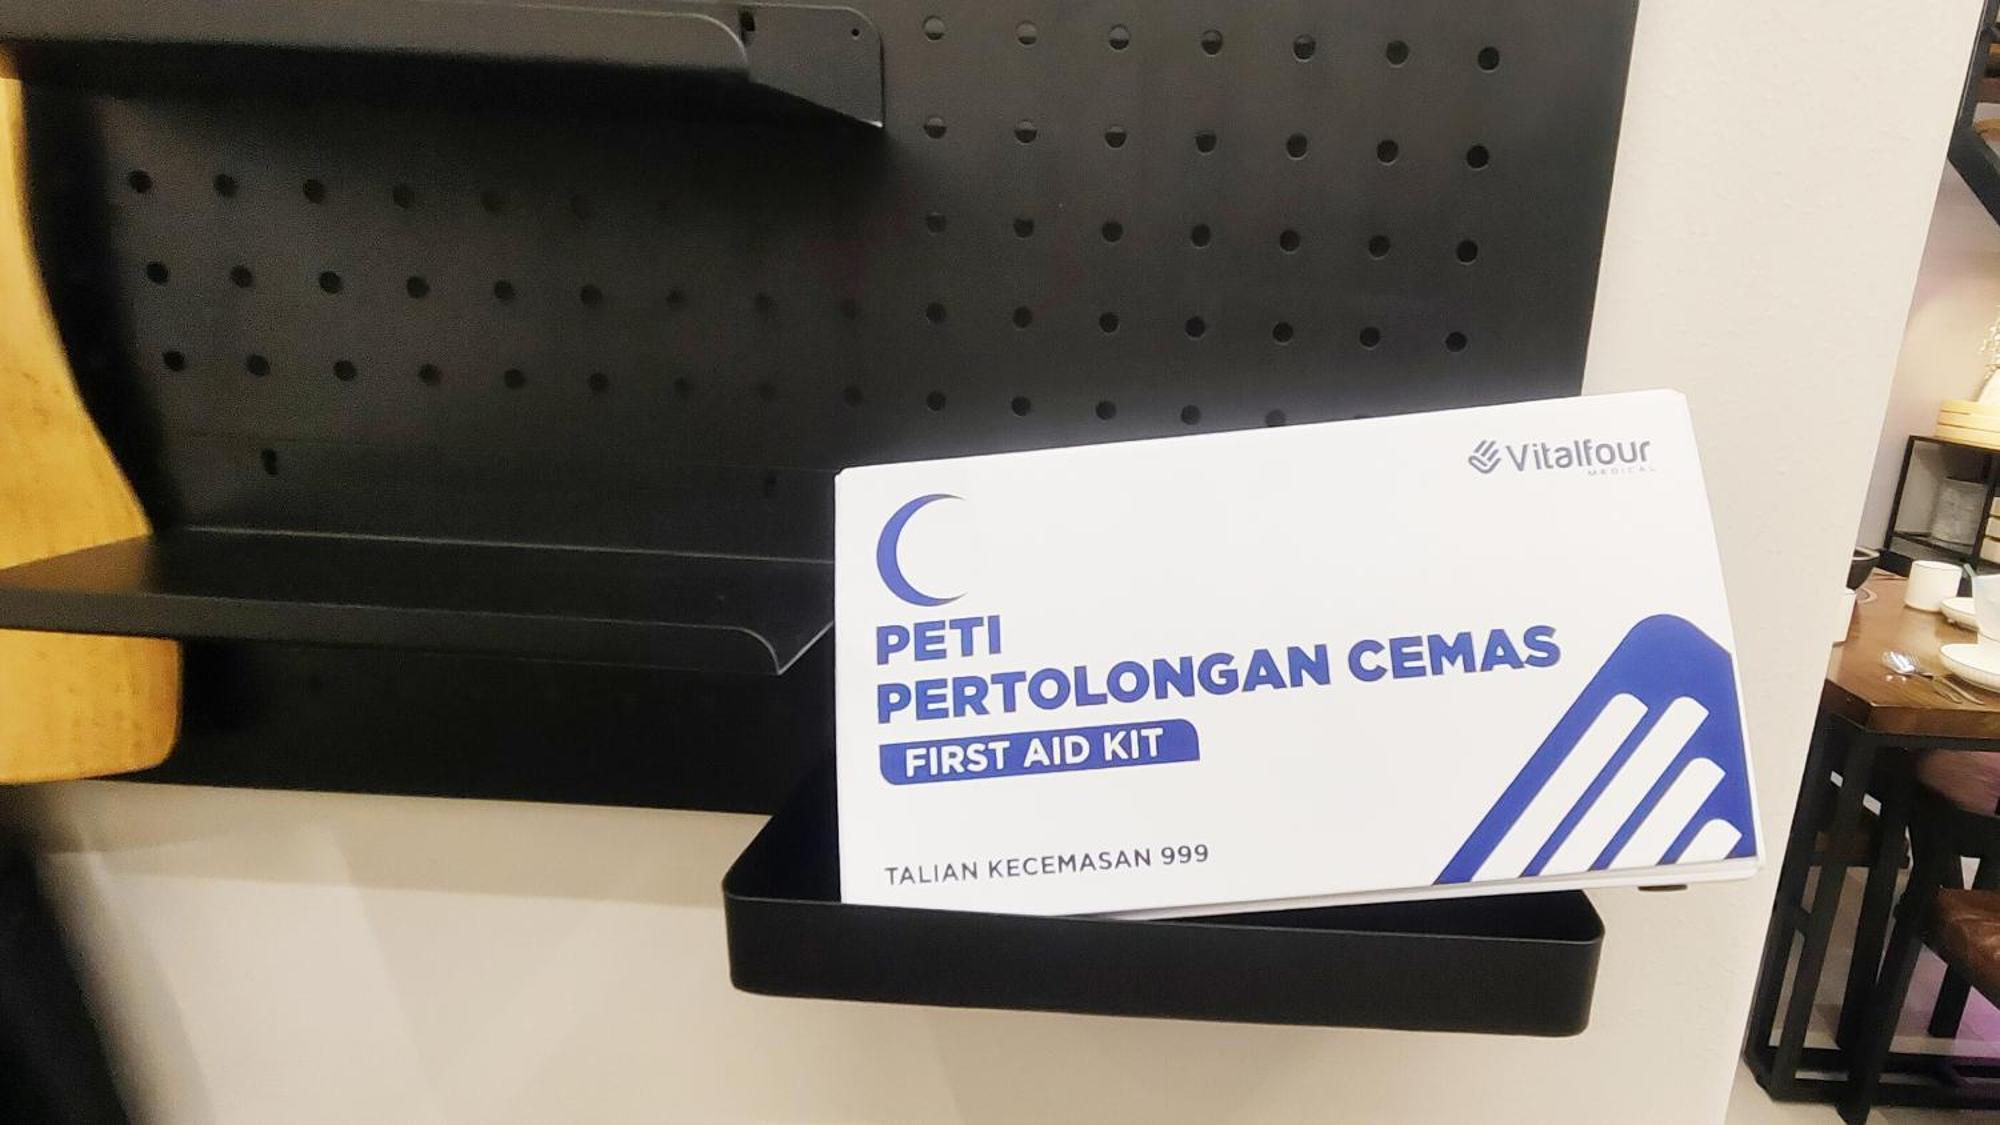 Vitalfour
MEDICAL
PETI
PERTOLONGAN CEMAS
FIRST AID KIT
TALIAN KECEMASAN 999